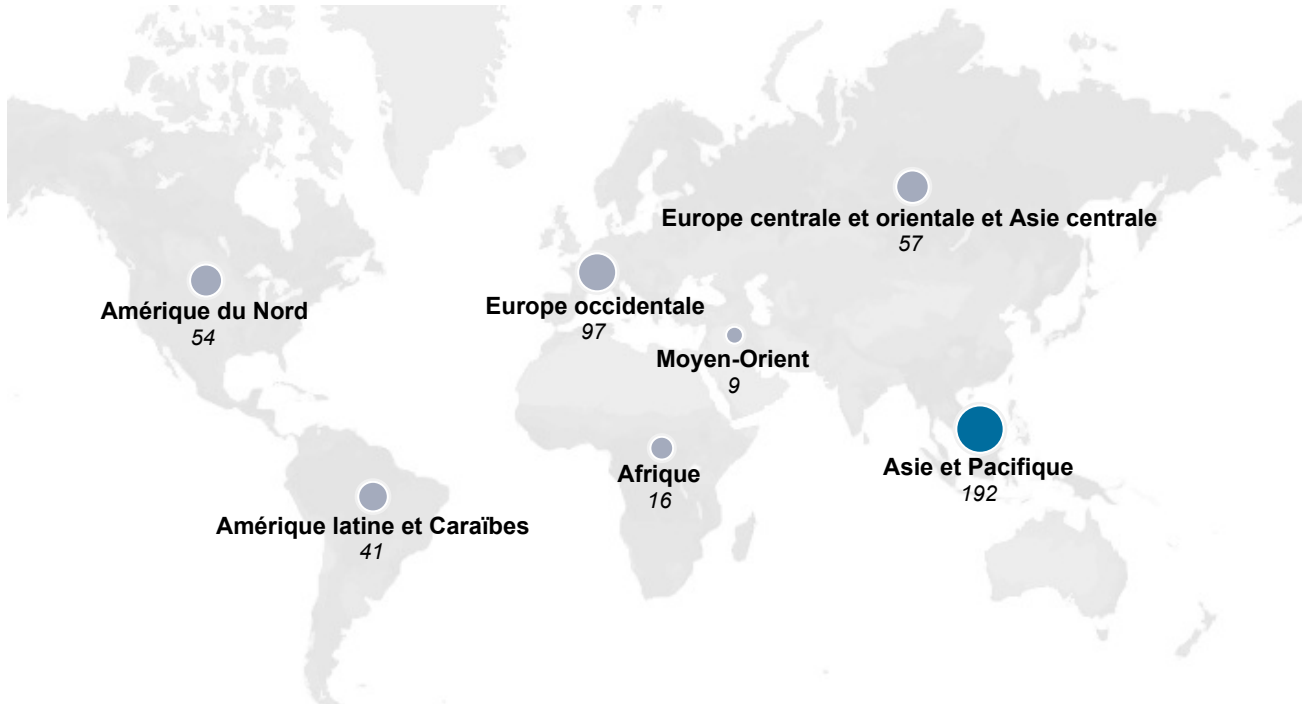 Europe centrale et orientale et Asie centrale
57
Amérique du Nord
54
Europe occidentale
97
Moyen-Orient
9
Afrique
16
Asie et Pacifique
192
Amérique latine et Caraïbes
41